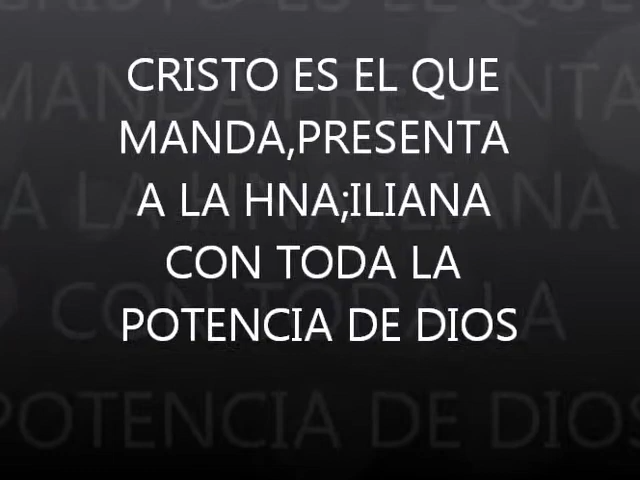 CRISTO ES EL QUE
MANDA,PRESENTA
A LA HNA;ILIANA
CON TODA LA
POTENCIA DE DIOS